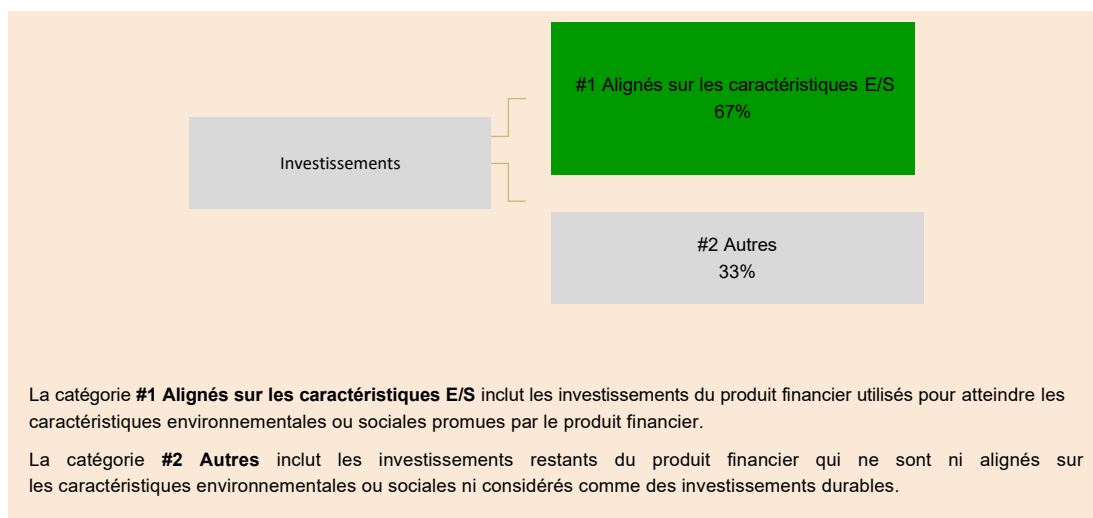 #1 Alignés sur les caractéristiques E/S
67%
Investissements
#2 Autres
33%
La catégorie #1 Alignés sur les caractéristiques E/S inclut les investissements du produit financier utilisés pour atteindre les
caractéristiques environnementales ou sociales promues par le produit financier.
La catégorie #2 Autres inclut les investissements restants du produit financier qui ne sont ni alignés sur
les caractéristiques environnementales ou sociales ni considérés comme des investissements durables.